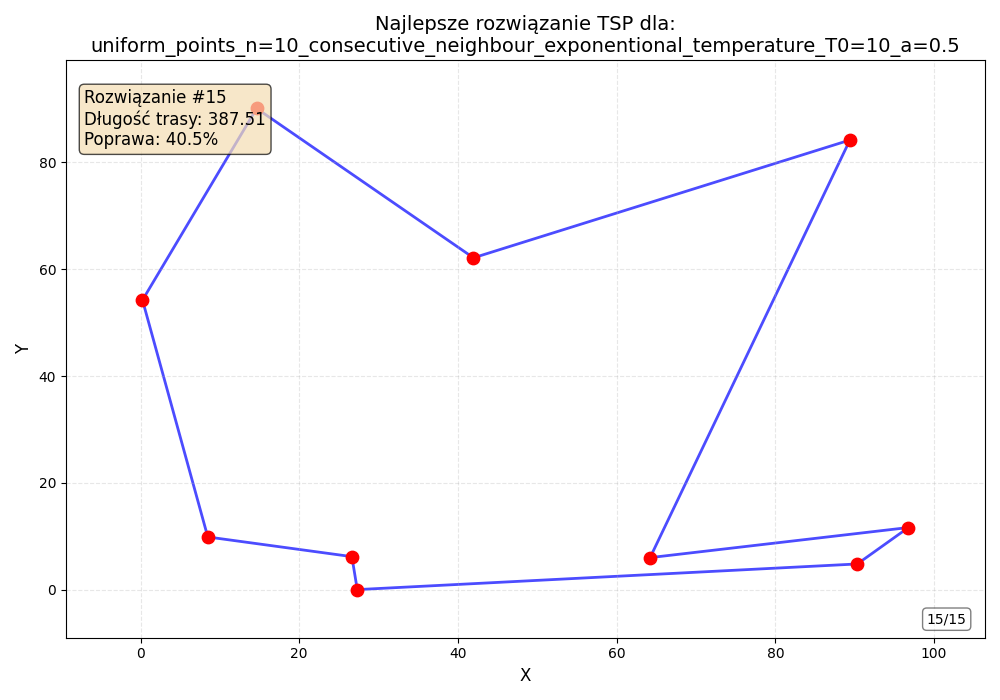 Najlepsze rozwiązanie TSP dla:
uniform_points_n=10_consecutive_neighbour_exponentional_temperature_T0=10_a=0.5
Rozwiązanie #15
Długość trasy: 387.51
Poprawa: 40.5%
80
60
40
20
0
Y
15/15
0 20 40 60 80 100
X